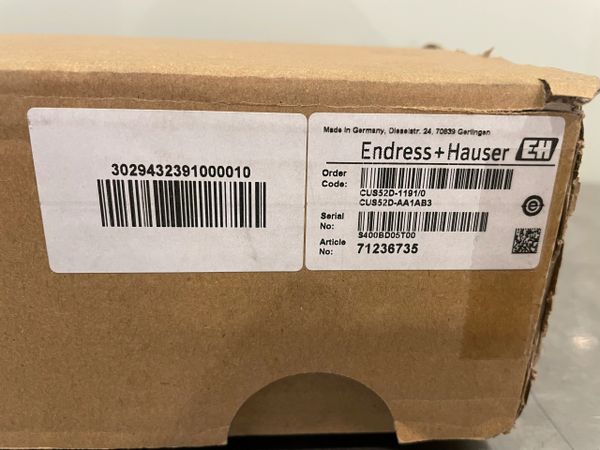 3029432391000010
Made in Germany, Dieselstr. 24, 70839 Gerlingen
Endress+Hauser EH
Order
Code:
CUS52D-1191/0
CUS52D-AA1AB3
Serial
No:
S400BD05T00
Article
No:
71236735